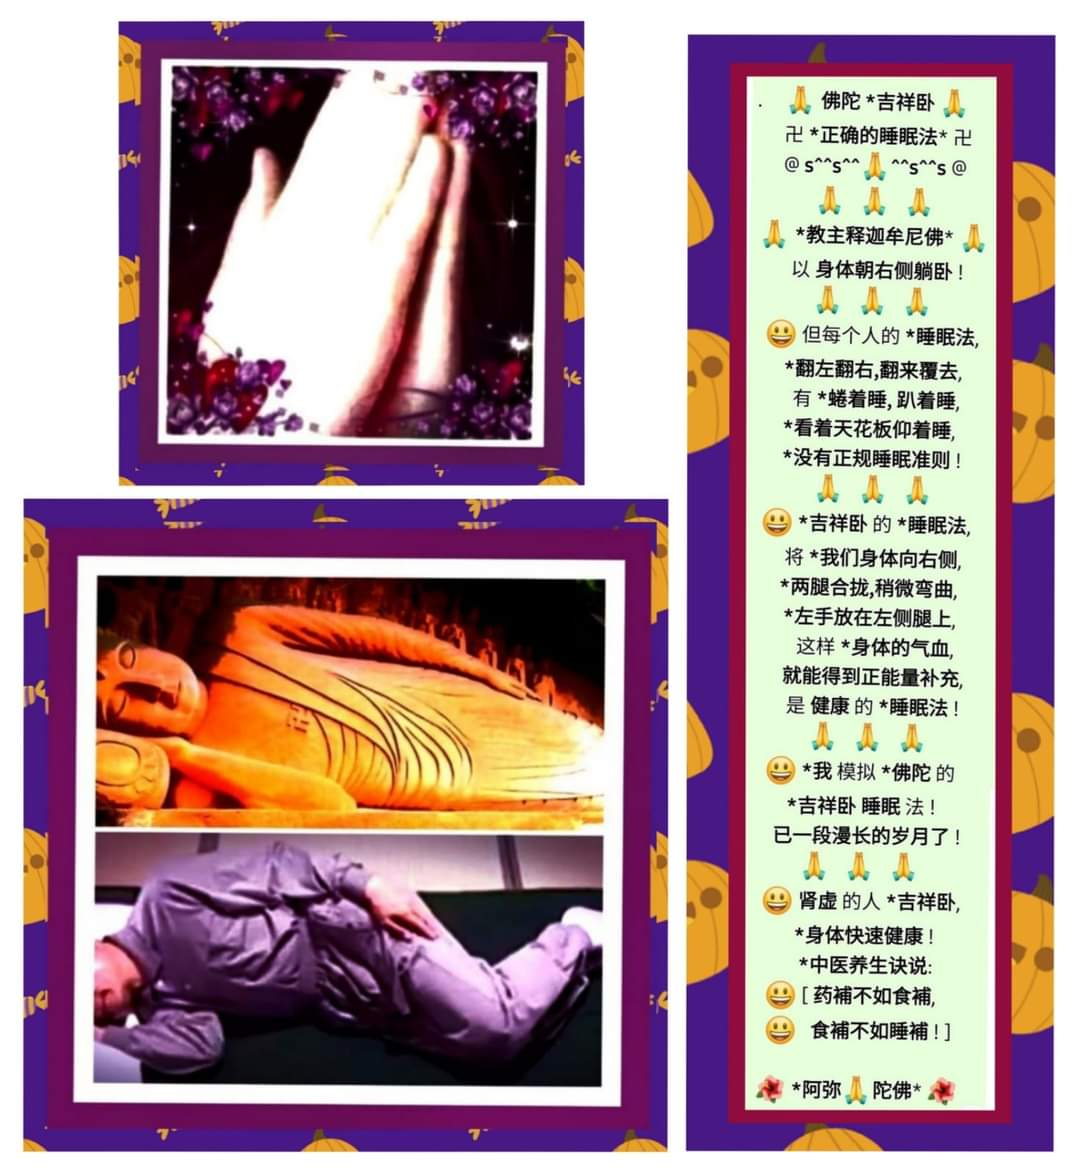 . 🙏 佛陀 *吉祥卧 🙏
卍 *正确的睡眠法* 卍
@ s^^s^^ 🙏 ^^s^^s @
🙏 🙏 🙏
🙏 *教主释迦牟尼佛* 🙏
以 身体朝右侧躺卧 !
🙏 🙏 🙏
😀 但每个人的 *睡眠法,
*翻左翻右,翻来覆去,
有 *蜷着睡, 趴着睡,
*看着天花板仰着睡,
*没有正规睡眠准则 !
🙏 🙏 🙏
😀 *吉祥卧 的 *睡眠法,
将 *我们身体向右侧,
*两腿合拢,稍微弯曲,
*左手放在左侧腿上,
这样 *身体的气血,
就能得到正能量补充,
是 健康 的 *睡眠法 !
🙏 🙏 🙏
😀 *我 模拟 *佛陀 的
*吉祥卧 睡眠 法 !
已一段漫长的岁月了 !
🙏 🙏 🙏
😀 肾虚 的人 *吉祥卧,
*身体快速健康 !
*中医养生诀说:
😀 [ 药補不如食補,
😀 食補不如睡補 ! ]
🌺 *阿弥 🙏 陀佛* 🌺
卍